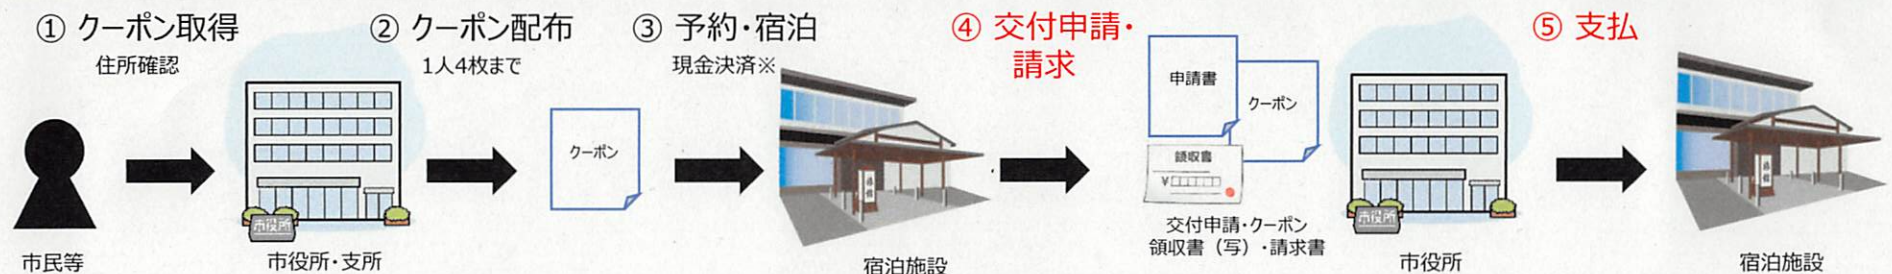 ① クーポン取得
住所確認
② クーポン配布
1人4枚まで
③ 予約・宿泊
現金決済※
④ 交付申請・
請求
⑤ 支払
クーポン
申請書
クーポン
領収書
¥
市役所
市役所
交付申請・クーポン
領収書（写）・請求書
市民等
市役所・支所
宿泊施設
市役所
宿泊施設